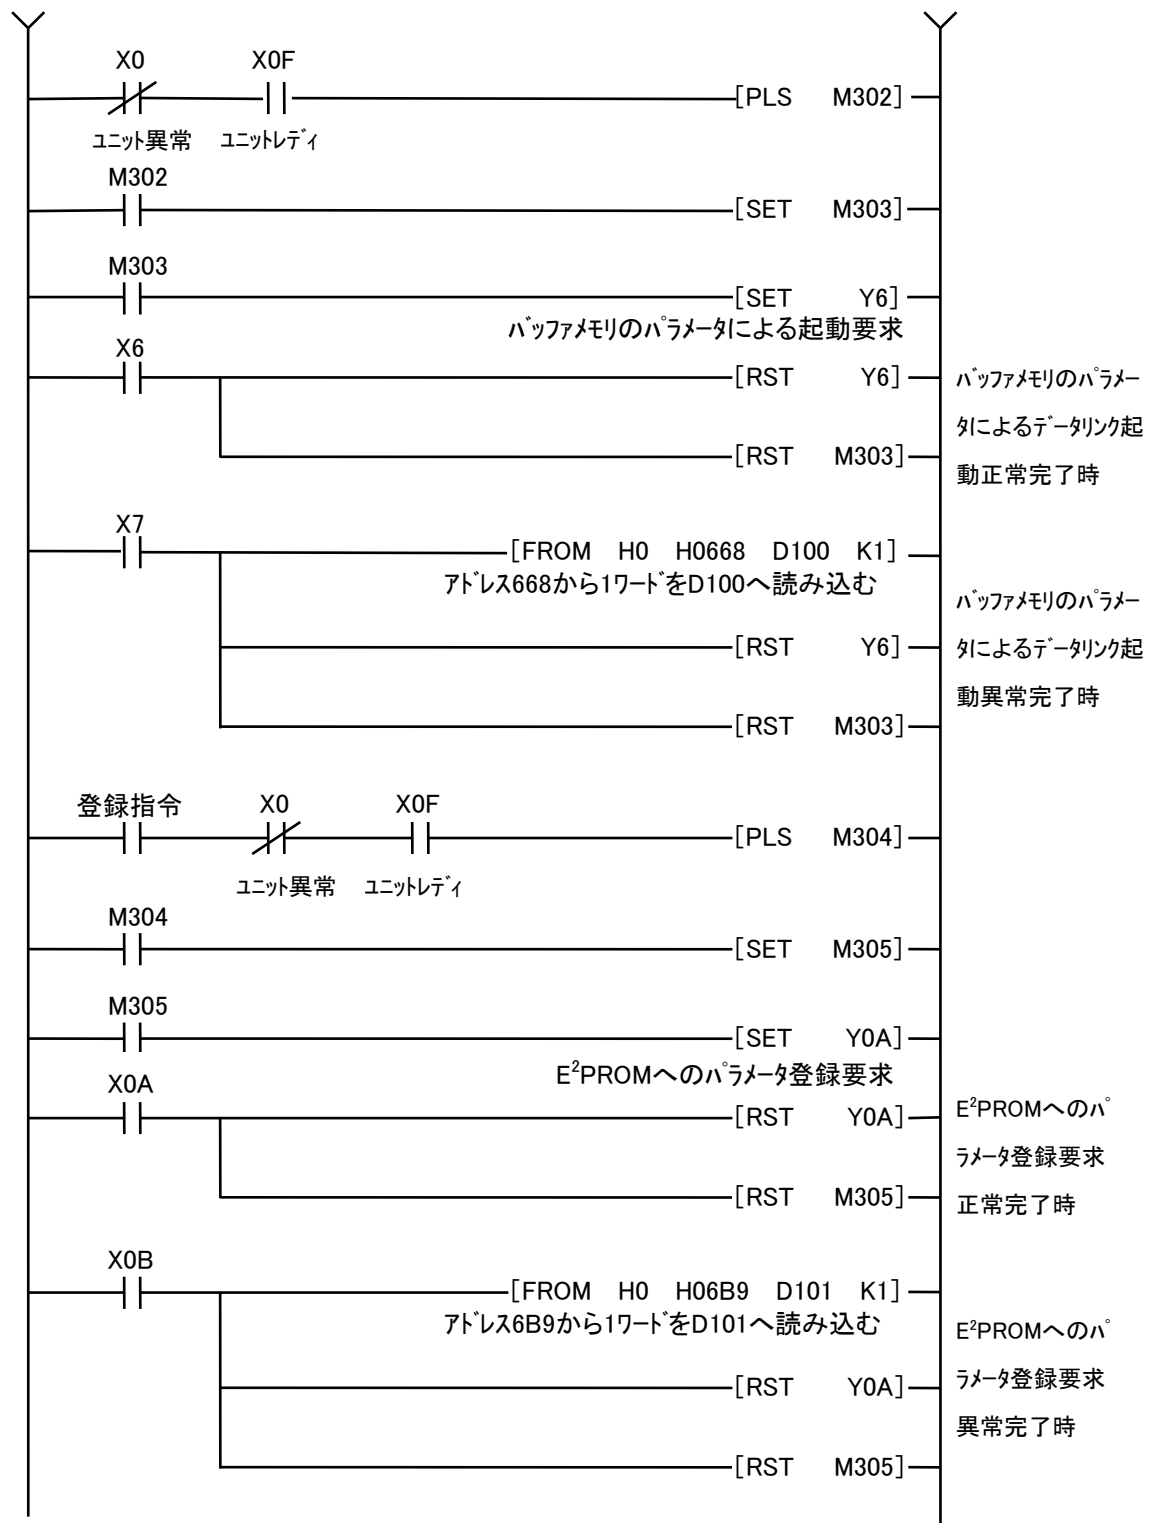 X0 X0F
[PLS M302]
ﾕﾆｯﾄ異常 ﾕﾆｯﾄﾚﾃﾞｨ
M302
[SET M303]
M303
[SET Y6]
ﾊﾞｯﾌｧﾒﾓﾘのﾊﾟﾗﾒｰﾀによる起動要求
X6
[RST Y6]
[RST M303]
ﾊﾞｯﾌｧﾒﾓﾘのﾊﾟﾗﾒｰ
ﾀによるﾃﾞｰﾀﾘﾝｸ起
動正常完了時
X7
[FROM H0 H0668 D100 K1]
ｱﾄﾞﾚｽ668から1ﾜｰﾄﾞをD100へ読み込む
[RST Y6]
[RST M303]
ﾊﾞｯﾌｧﾒﾓﾘのﾊﾟﾗﾒｰ
ﾀによるﾃﾞｰﾀﾘﾝｸ起
動異常完了時
登録指令 X0 X0F
[PLS M304]
ﾕﾆｯﾄ異常 ﾕﾆｯﾄﾚﾃﾞｨ
M304
[SET M305]
M305
[SET Y0A]
E²PROMへのﾊﾟﾗﾒｰﾀ登録要求
X0A
[RST Y0A]
[RST M305]
E²PROMへのﾊﾟ
ﾗﾒｰﾀ登録要求
正常完了時
X0B
[FROM H0 H06B9 D101 K1]
ｱﾄﾞﾚｽ6B9から1ﾜｰﾄﾞをD101へ読み込む
[RST Y0A]
[RST M305]
E²PROMへのﾊﾟ
ﾗﾒｰﾀ登録要求
異常完了時